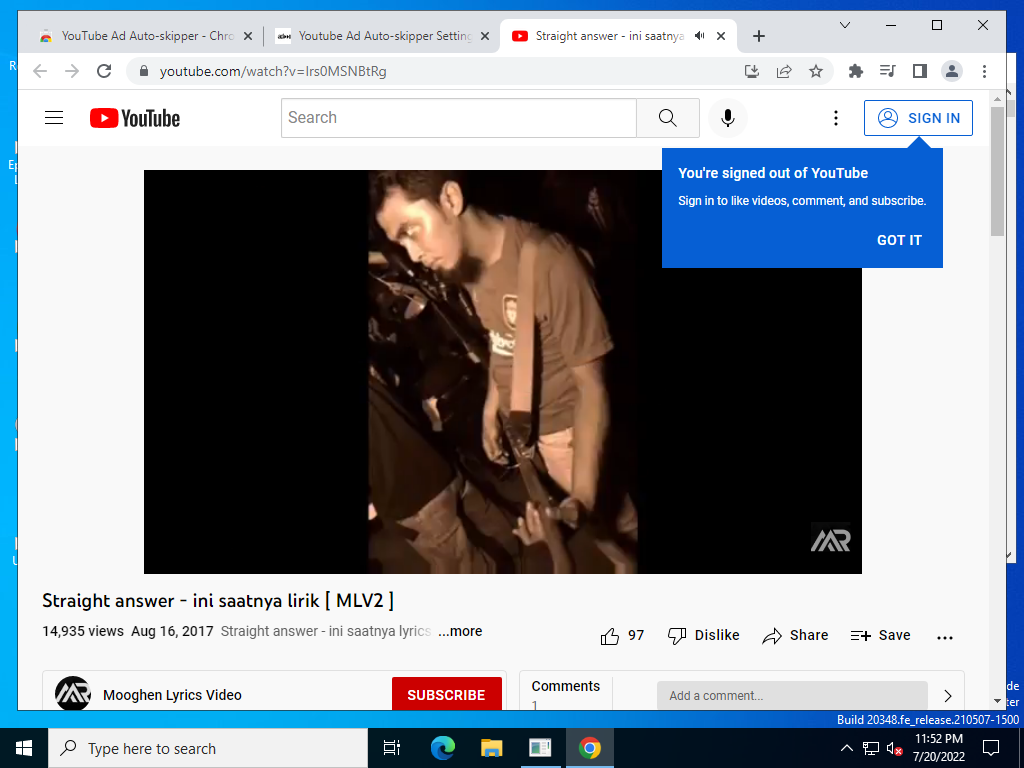 YouTube Ad Auto-skipper - Chro
Youtube Ad Auto-skipper Setting
Straight answer - ini saatnya
youtube.com/watch?v=Irs0MSNBtRg
YouTube
Search
SIGN IN
You're signed out of YouTube
Sign in to like videos, comment, and subscribe.
GOT IT
MR
Straight answer - ini saatnya lirik [ MLV2 ]
14,935 views Aug 16, 2017 Straight answer - ini saatnya lyrics ...more
97 Dislike Share Save
Mooghen Lyrics Video
SUBSCRIBE
Comments
1
Add a comment...
Build 20348.fe_release.210507-1500
Type here to search
11:52 PM
7/20/2022